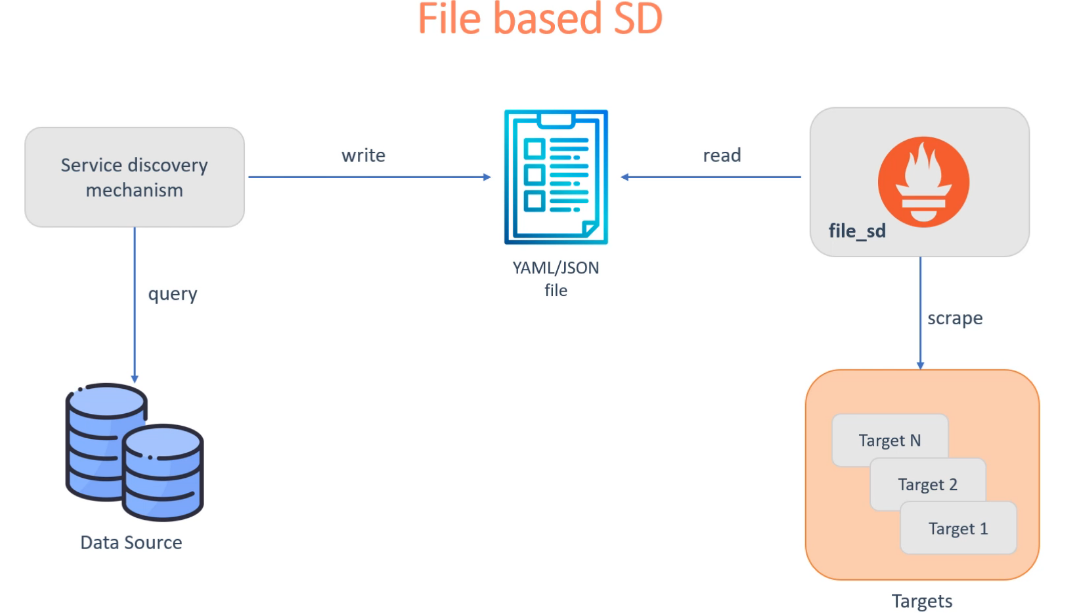 File based SD
Service discovery
mechanism
write
read
file_sd
YAML/JSON
file
query
scrape
Target N
Target 2
Target 1
Data Source
Targets